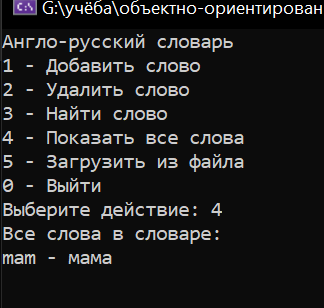 G:\учёба\объектно-ориентирован
Англо-русский словарь
1 - Добавить слово
2 - Удалить слово
3 - Найти слово
4 - Показать все слова
5 - Загрузить из файла
0 - Выйти
Выберите действие: 4
Все слова в словаре:
mam - мама